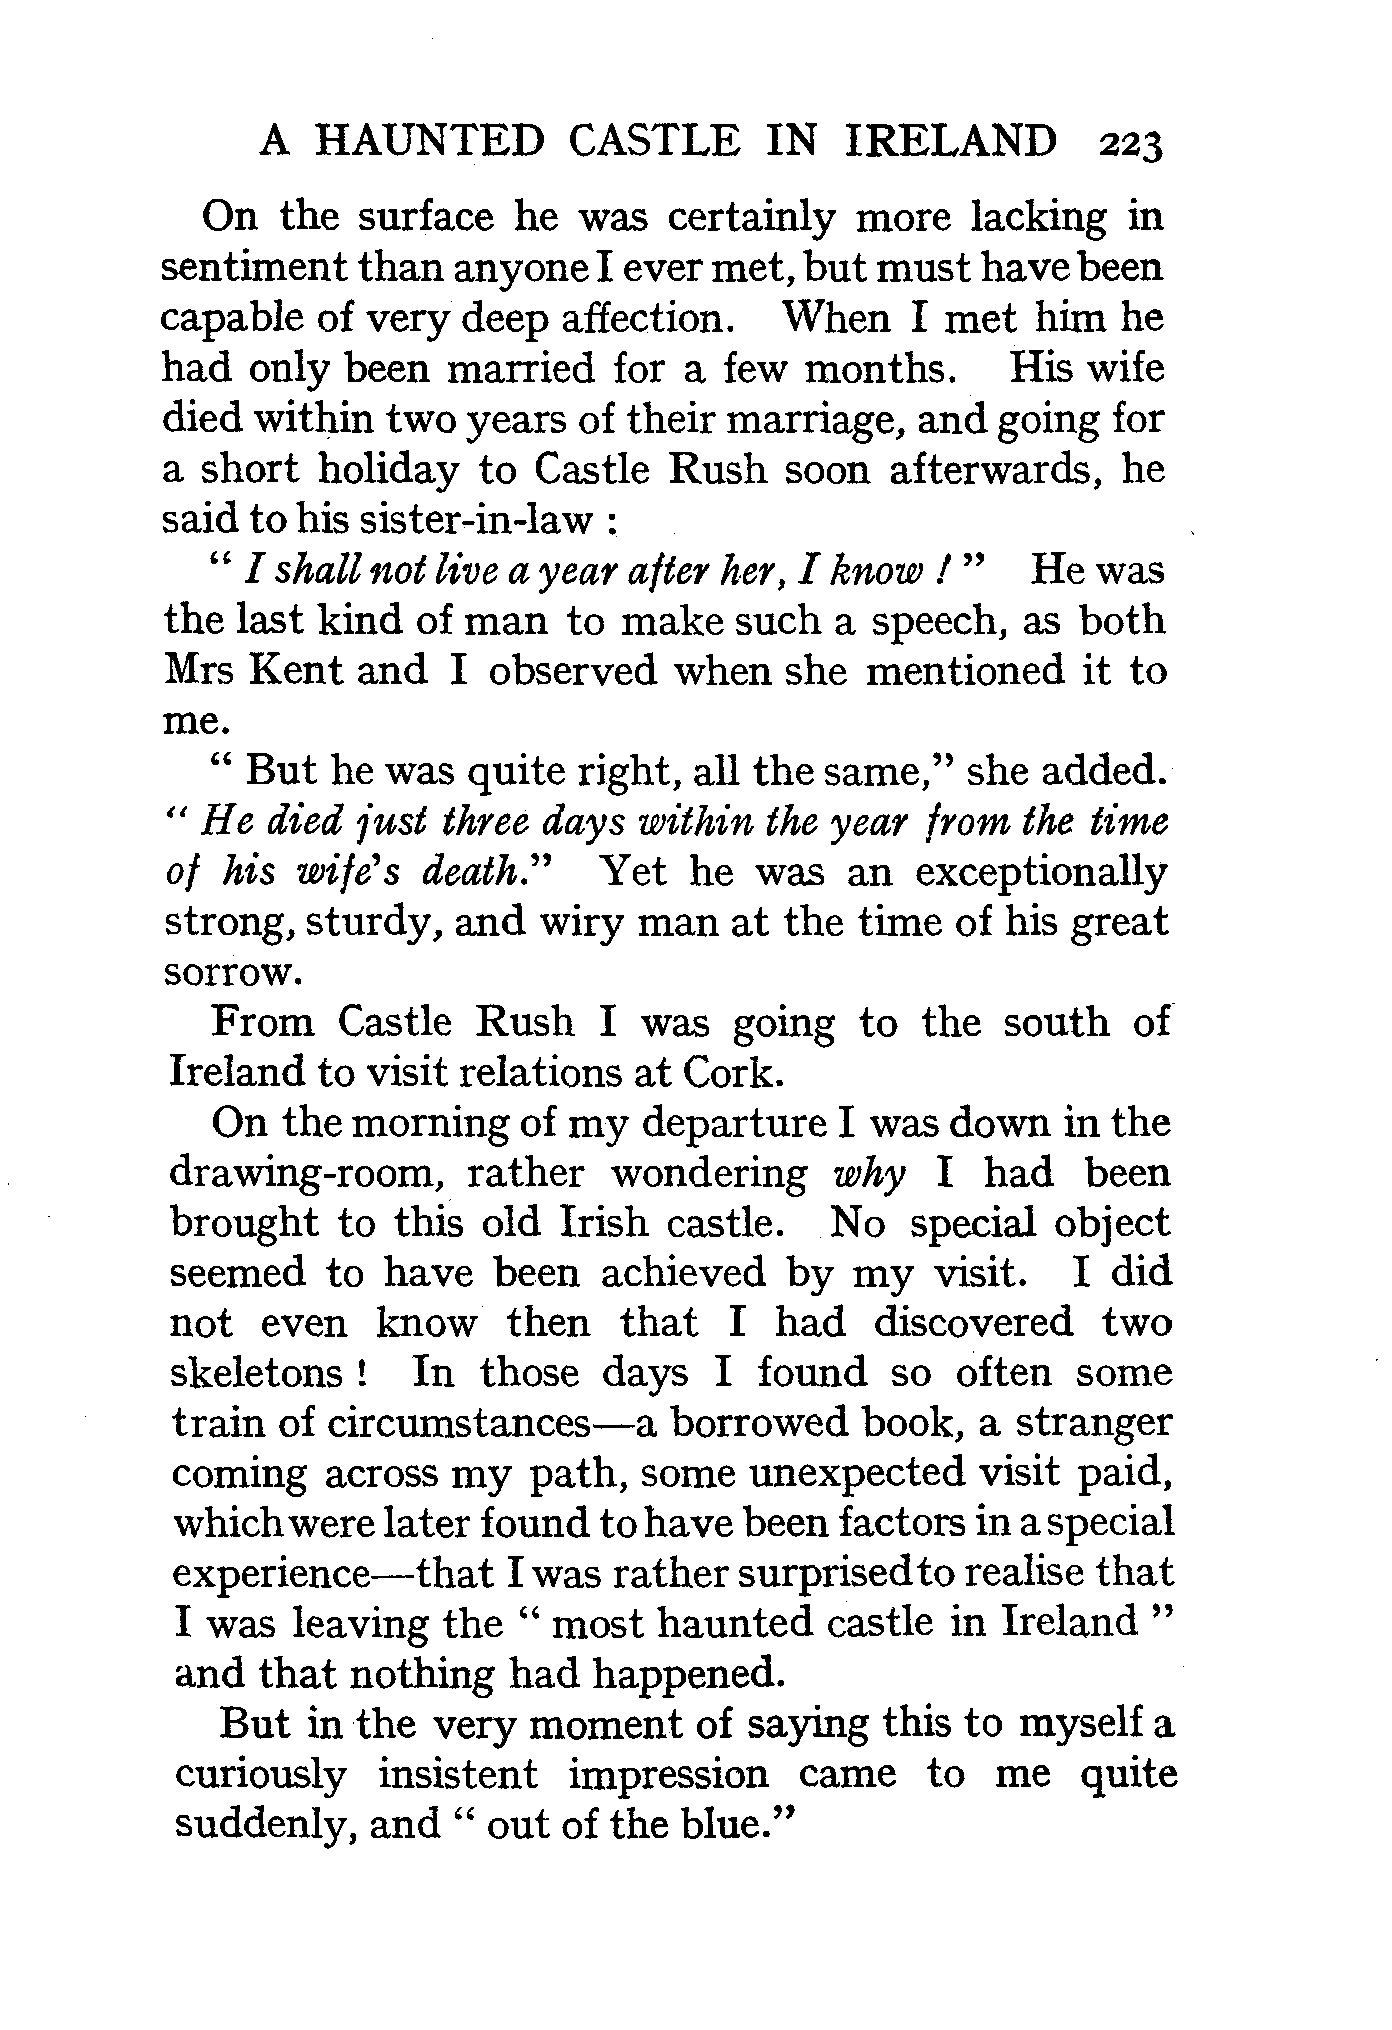 A HAUNTED CASTLE IN IRELAND 223
On the surface he was certainly more lacking in
sentiment than anyone I ever met, but must have been
capable of very deep affection. When I met him he
had only been married for a few months. His wife
died within two years of their marriage, and going for
a short holiday to Castle Rush soon afterwards, he
said to his sister-in-law :
“ I shall not live a year after her, I know ! ” He was
the last kind of man to make such a speech, as both
Mrs Kent and I observed when she mentioned it to
me.
“ But he was quite right, all the same,” she added.
“ He died just three days within the year from the time
of his wife’s death.” Yet he was an exceptionally
strong, sturdy, and wiry man at the time of his great
sorrow.
From Castle Rush I was going to the south of
Ireland to visit relations at Cork.
On the morning of my departure I was down in the
drawing-room, rather wondering why I had been
brought to this old Irish castle. No special object
seemed to have been achieved by my visit. I did
not even know then that I had discovered two
skeletons ! In those days I found so often some
train of circumstances—a borrowed book, a stranger
coming across my path, some unexpected visit paid,
which were later found to have been factors in a special
experience—that I was rather surprised to realise that
I was leaving the “ most haunted castle in Ireland ”
and that nothing had happened.
But in the very moment of saying this to myself a
curiously insistent impression came to me quite
suddenly, and “ out of the blue.”